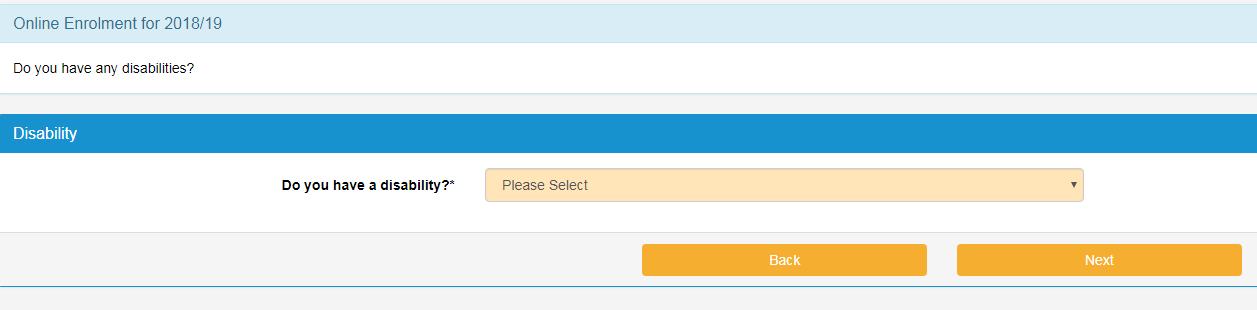 Online Enrolment for 2018/19
Do you have any disabilities?
Disability
Do you have a disability?*
Please Select
Back
Next